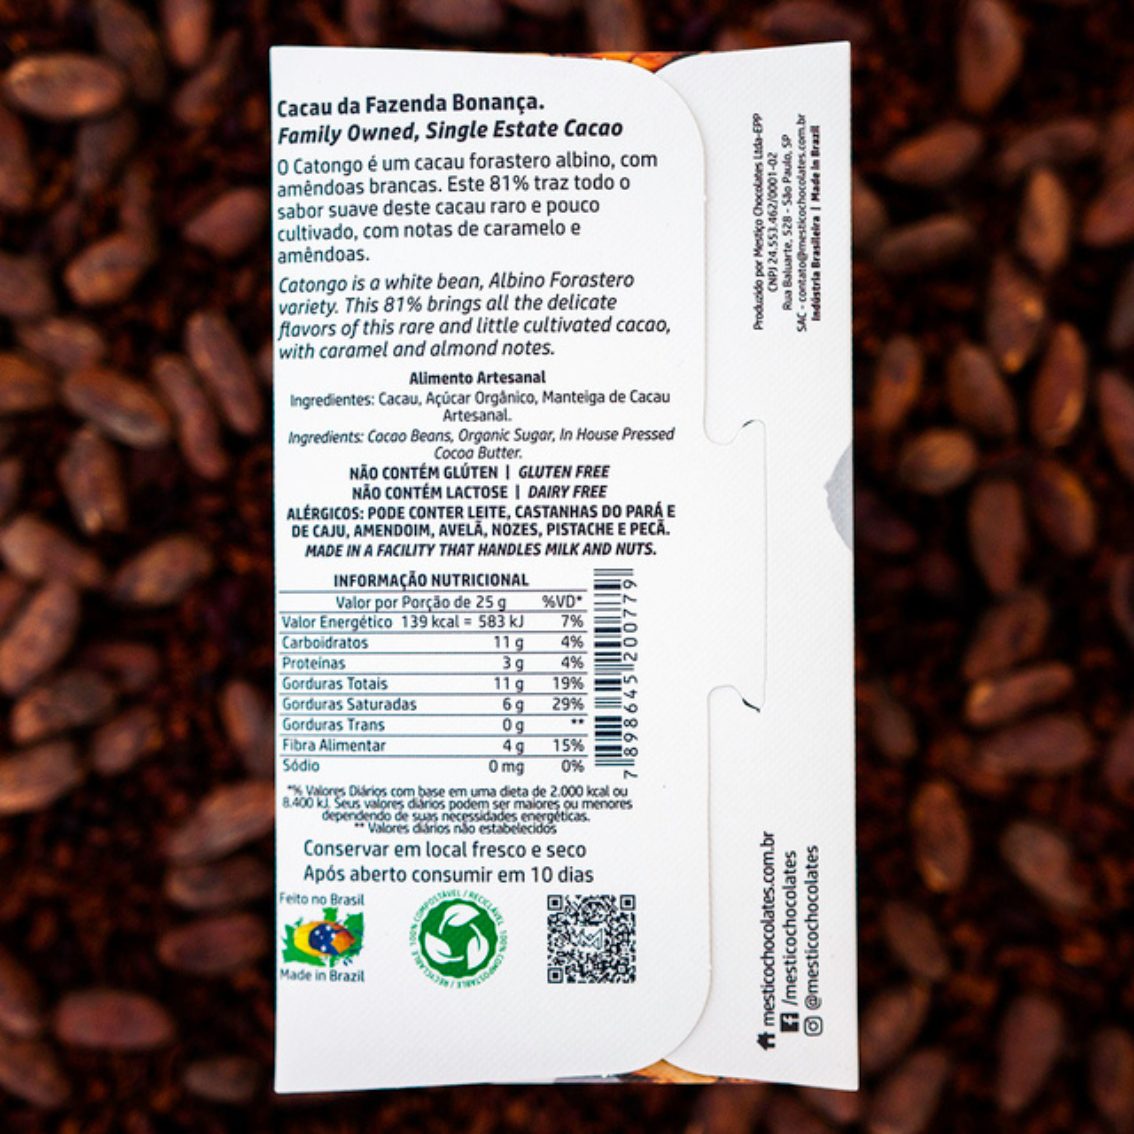 Cacau da Fazenda Bonança.
Family Owned, Single Estate Cacao
O Catongo é um cacau forastero albino, com
amêndoas brancas. Este 81% traz todo o
sabor suave deste cacau raro e pouco
cultivado, com notas de caramelo e
amêndoas.
Catongo is a white bean, Albino Forastero
variety. This 81% brings all the delicate
flavors of this rare and little cultivated cacao,
with caramel and almond notes.
Alimento Artesanal
Ingredientes: Cacau, Açúcar Orgânico, Manteiga de Cacau
Artesanal.
Ingredients: Cocoa Beans, Organic Sugar, In House Pressed
Cocoa Butter.
NÃO CONTÉM GLÚTEN | GLUTEN FREE
NÃO CONTÉM LACTOSE | DAIRY FREE
ALÉRGICOS: PODE CONTER LEITE, CASTANHAS DO PARÁ E
DE CAJU, AMENDOIM, AVELÃ, NOZES, PISTACHE E PECÃ.
MADE IN A FACILITY THAT HANDLES MILK AND NUTS.
INFORMAÇÃO NUTRICIONAL
Valor por Porção de 25 g %VD*
Valor Energético 139 kcal = 583 kJ 7%
Carboidratos 11 g 4%
Proteínas 3 g 4%
Gorduras Totais 11 g 19%
Gorduras Saturadas 6 g 29%
Gorduras Trans 0 g **
Fibra Alimentar 4 g 15%
Sódio 0 mg 0%
7 898645 200779
*% Valores Diários com base em uma dieta de 2.000 kcal ou
8.400 kJ. Seus valores diários podem ser maiores ou menores
dependendo de suas necessidades energéticas.
** Valores diários não estabelecidos
Conservar em local fresco e seco
Após aberto consumir em 10 dias
Feito no Brasil
Made in Brazil
100% COMPOSTÁVEL / RECICLÁVEL
100% COMPOSTABLE / RECYCLABLE
Produzido por Mestiço Chocolates Ltda-EPP
CNPJ 24.553.462/0001-02
Rua Baluarte, 528 - São Paulo, SP
SAC - contato@mesticochocolates.com.br
Indústria Brasileira | Made in Brazil
mesticochocolates.com.br
/mesticochocolates
@mesticochocolates